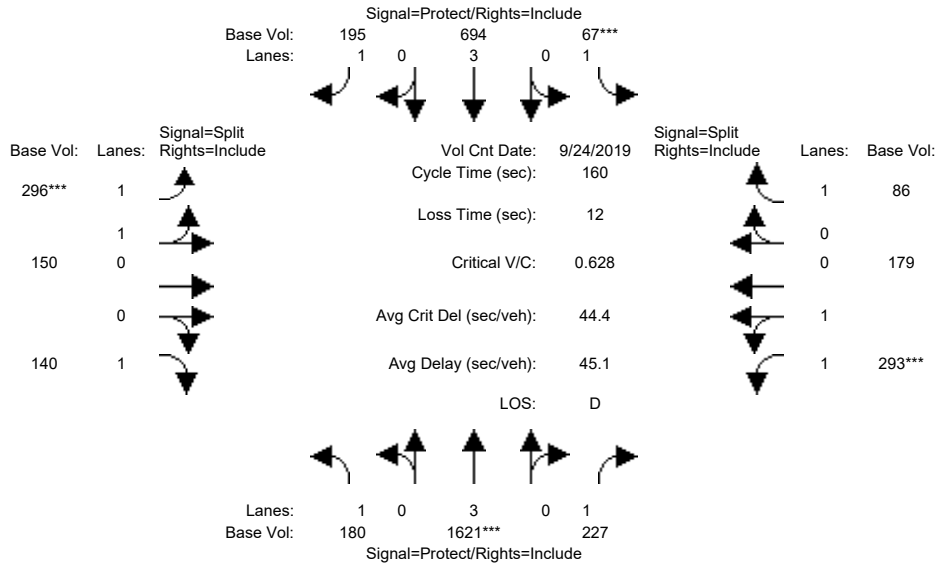 Signal=Protect/Rights=Include
Base Vol: 195 694 67***
Lanes: 1 0 3 0 1
Signal=Split
Rights=Include
Base Vol: Lanes:
Vol Cnt Date: 9/24/2019
Signal=Split
Rights=Include
Lanes: Base Vol:
Cycle Time (sec): 160
296*** 1
1 86
Loss Time (sec): 12
1
0
150 0
Critical V/C: 0.628
0 179
0
Avg Crit Del (sec/veh): 44.4
1
140 1
Avg Delay (sec/veh): 45.1
1 293***
LOS: D
Lanes: 1 0 3 0 1
Base Vol: 180 1621*** 227
Signal=Protect/Rights=Include